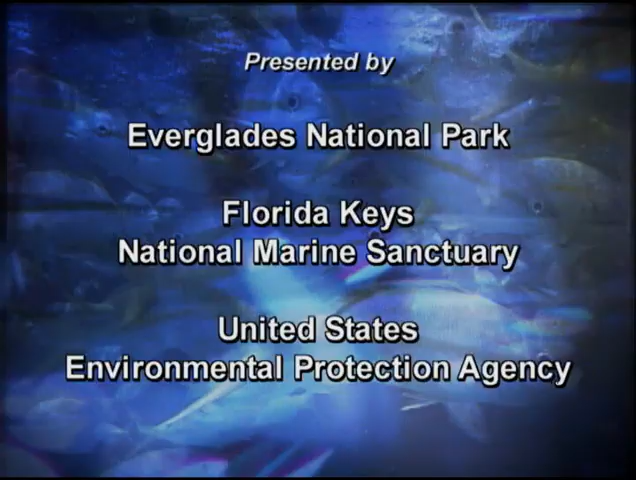 Presented by
Everglades National Park
Florida Keys
National Marine Sanctuary
United States
Environmental Protection Agency